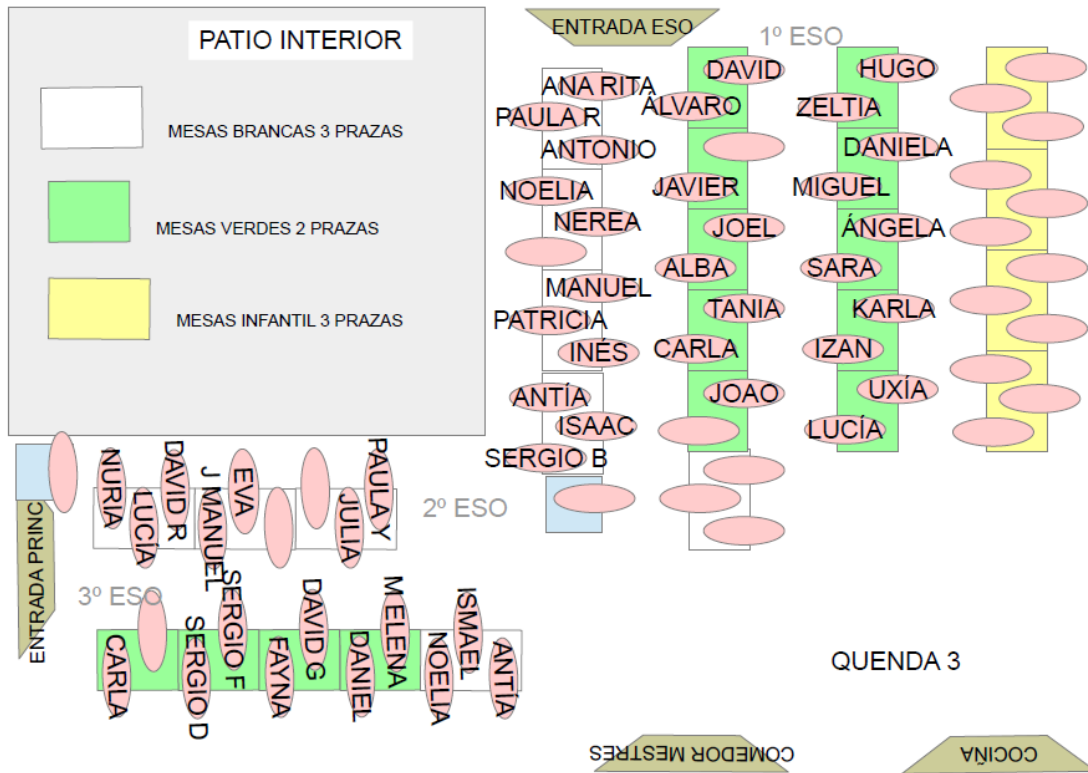 PATIO INTERIOR
MESAS BRANCAS 3 PRAZAS
MESAS VERDES 2 PRAZAS
MESAS INFANTIL 3 PRAZAS
ENTRADA ESO
1º ESO
ANA RITA
PAULA R
ANTONIO
NOELIA
NEREA
MANUEL
PATRICIA
INÉS
ANTÍA
ISAAC
SERGIO B
DAVID
ÁLVARO
JAVIER
JOEL
ALBA
TANIA
CARLA
JOAO
HUGO
ZELTIA
DANIELA
MIGUEL
ÁNGELA
SARA
KARLA
IZAN
UXÍA
LUCÍA
NURIA
LUCÍA
DAVID R
J MANUEL
EVA
JULIA
PAULA Y
2º ESO
ENTRADA PRINC
3º ESO
CARLA
SERGIO D
SERGIO F
FAYNA
DAVID G
DANIEL
M ELENA
NOELIA
ISMAEL
ANTÍA
QUENDA 3
COMEDOR MESTRES
COCIÑA